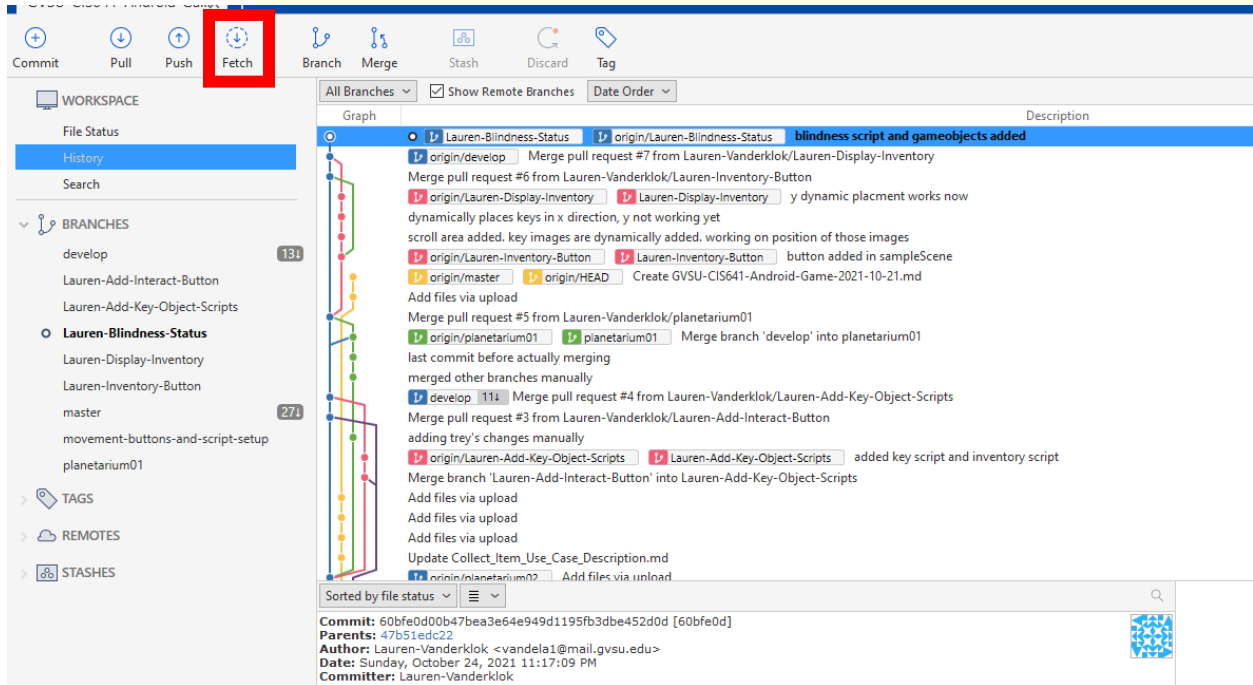 GVSU-CIS641-Android-Game
Commit Pull Push Fetch Branch Merge Stash Discard Tag
WORKSPACE
File Status
History
Search
BRANCHES
develop 13↓
Lauren-Add-Interact-Button
Lauren-Add-Key-Object-Scripts
Lauren-Blindness-Status
Lauren-Display-Inventory
Lauren-Inventory-Button
master 27↓
movement-buttons-and-script-setup
planetarium01
TAGS
REMOTES
STASHES
All Branches Show Remote Branches Date Order
Graph Description
Lauren-Blindness-Status origin/Lauren-Blindness-Status blindness script and gameobjects added
origin/develop Merge pull request #7 from Lauren-Vanderklok/Lauren-Display-Inventory
Merge pull request #6 from Lauren-Vanderklok/Lauren-Inventory-Button
origin/Lauren-Display-Inventory Lauren-Display-Inventory y dynamic placment works now
dynamically places keys in x direction, y not working yet
scroll area added. key images are dynamically added. working on position of those images
origin/Lauren-Inventory-Button Lauren-Inventory-Button button added in sampleScene
origin/master origin/HEAD Create GVSU-CIS641-Android-Game-2021-10-21.md
Add files via upload
Merge pull request #5 from Lauren-Vanderklok/planetarium01
origin/planetarium01 planetarium01 Merge branch 'develop' into planetarium01
last commit before actually merging
merged other branches manually
develop 11↓ Merge pull request #4 from Lauren-Vanderklok/Lauren-Add-Key-Object-Scripts
Merge pull request #3 from Lauren-Vanderklok/Lauren-Add-Interact-Button
adding trey's changes manually
origin/Lauren-Add-Key-Object-Scripts Lauren-Add-Key-Object-Scripts added key script and inventory script
Merge branch 'Lauren-Add-Interact-Button' into Lauren-Add-Key-Object-Scripts
Add files via upload
Add files via upload
Add files via upload
Update Collect_Item_Use_Case_Description.md
origin/planetarium02 Add files via upload
Sorted by file status
Commit: 60bfe0d00b47bea3e64e949d1195fb3dbe452d0d [60bfe0d]
Parents: 47b51edc22
Author: Lauren-Vanderklok <vandela1@mail.gvsu.edu>
Date: Sunday, October 24, 2021 11:17:09 PM
Committer: Lauren-Vanderklok